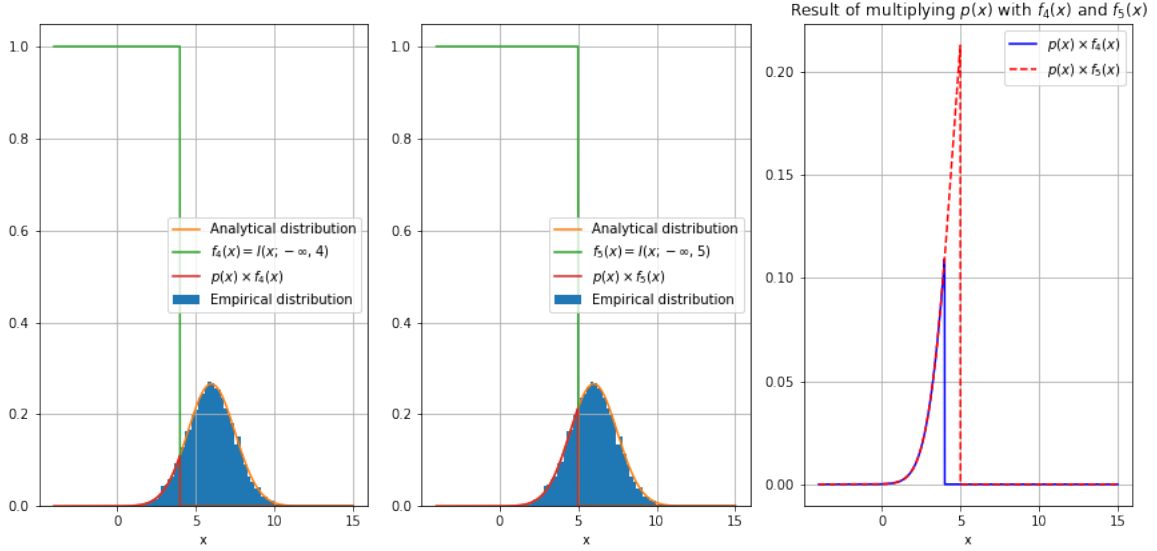 Result of multiplying p(x) with f₄(x) and f₅(x)
1.0
0.8
0.6
0.4
0.2
0.0
0 5 10 15
x
Analytical distribution
f₄(x) = I(x; −∞, 4)
p(x) × f₄(x)
Empirical distribution
1.0
0.8
0.6
0.4
0.2
0.0
0 5 10 15
x
Analytical distribution
f₅(x) = I(x; −∞, 5)
p(x) × f₅(x)
Empirical distribution
0.20
0.15
0.10
0.05
0.00
0 5 10 15
x
p(x) × f₄(x)
p(x) × f₅(x)